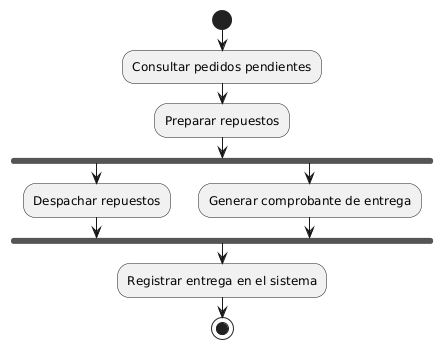 Consultar pedidos pendientes
Preparar repuestos
Despachar repuestos
Generar comprobante de entrega
Registrar entrega en el sistema